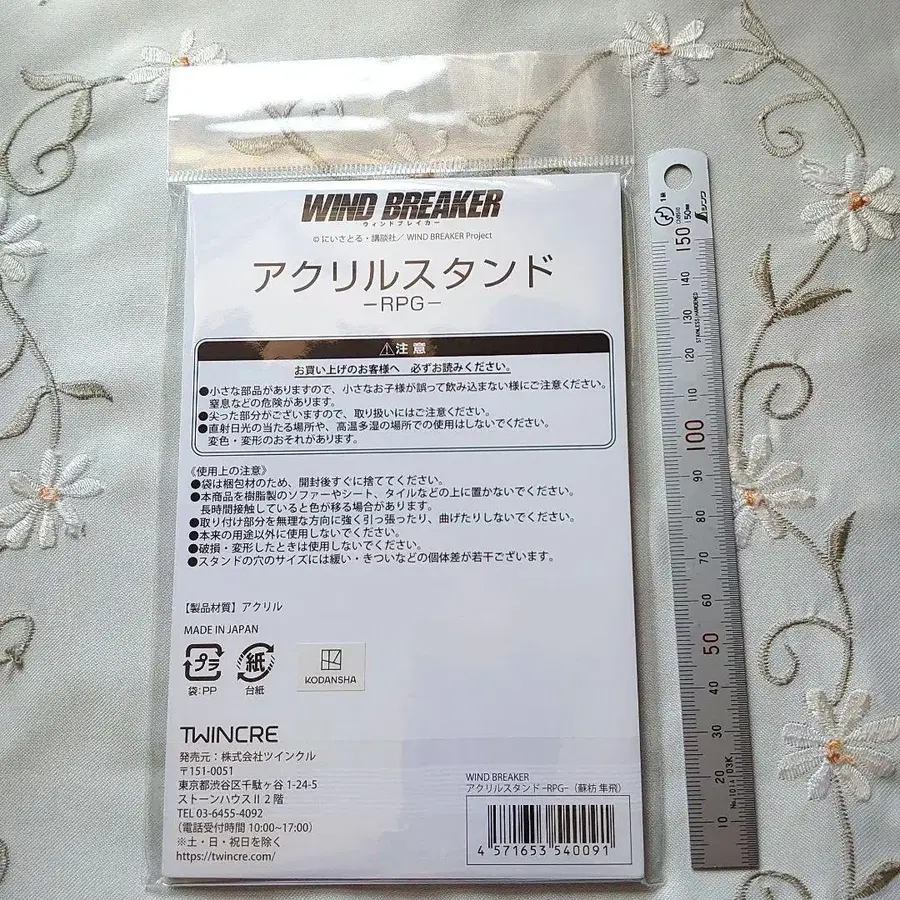 WIND BREAKER
ウィンドブレイカー
© にいさとる・講談社／ WIND BREAKER Project
アクリルスタンド
−RPG−
⚠注意
お買い上げのお客様へ 必ずお読みください。
●小さな部品がありますので、小さなお子様が誤って飲み込まない様にご注意ください。
窒息などの危険があります。
●尖った部分がございますので、取り扱いにはご注意ください。
●直射日光の当たる場所や、高温多湿の場所での使用はしないでください。
変色・変形のおそれがあります。
《使用上の注意》
●袋は梱包材のため、開封後すぐに捨ててください。
●本商品を樹脂製のソファーやシート、タイルなどの上に置かないでください。
長時間接触していると色が移る場合があります。
●取り付け部分を無理な方向に強く引っ張ったり、曲げたりしないでください。
●本来の用途以外に使用しないでください。
●破損・変形したときは使用しないでください。
●スタンドの穴のサイズには緩い・きついなどの個体差が若干ございます。
【製品材質】アクリル
MADE IN JAPAN
プラ
紙
袋:PP
台紙
KODANSHA
TWINCRE
発売元：株式会社ツインクル
〒151-0051
東京都渋谷区千駄ヶ谷 1-24-5
ストーンハウスⅡ 2 階
TEL 03-6455-4092
（電話受付時間 10:00~17:00）
※土・日・祝日を除く
https://twincre.com/
WIND BREAKER
アクリルスタンド -RPG-（蘇枋 隼飛）
4 571653 540091
シンワ
150
140
130
120
110
100
90
80
70
60
50
40
30
20
10
STAINLESS HARDENED